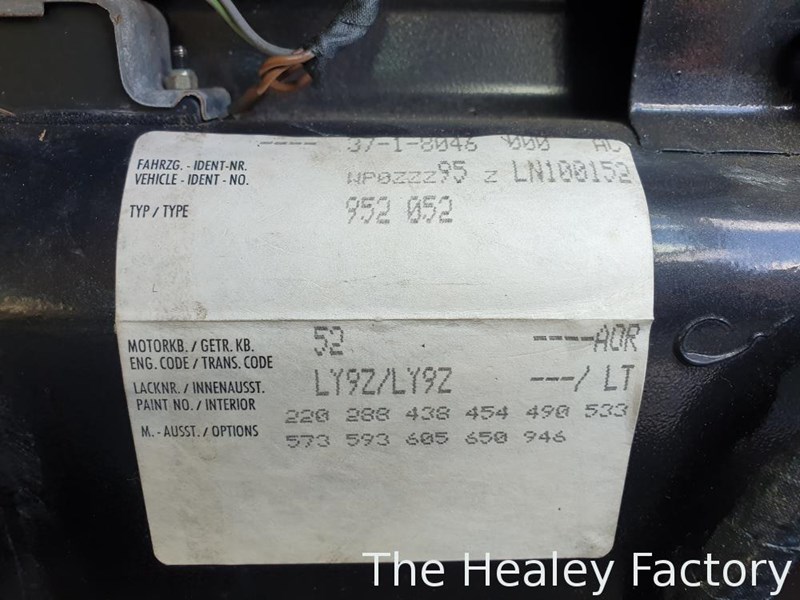 ---- 37-1-8046 000 AC
FAHRZG. - IDENT-NR.
VEHICLE - IDENT - NO. WP0ZZZ95 Z LN100152
TYP / TYPE 952 052
MOTORKB. / GETR. KB. 52 ----AOR
ENG. CODE / TRANS. CODE
LACKNR. / INNENAUSST. LY9Z/LY9Z ---/ LT
PAINT NO. / INTERIOR 220 288 438 454 490 533
M. - AUSST. / OPTIONS 573 593 605 650 946
The Healey Factory